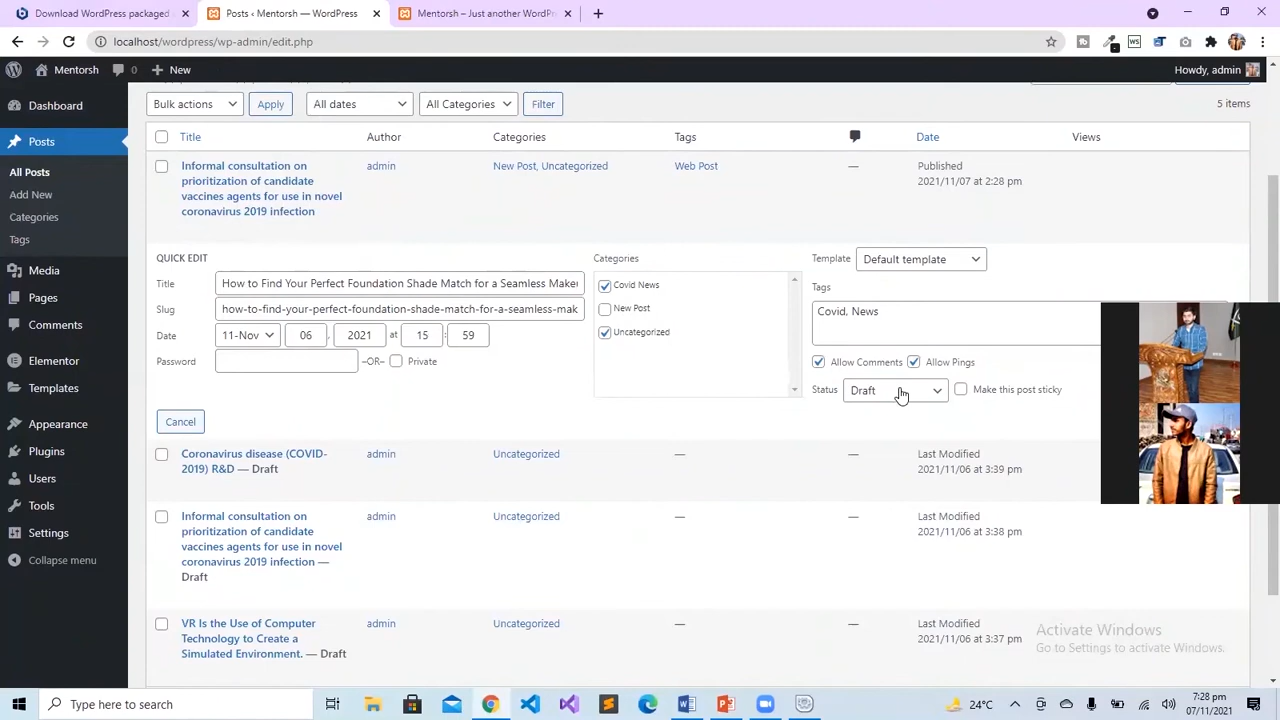 Download WordPress packaged
Posts ‹ Mentorsh — WordPress
Mentorsh – Just another WordPr
localhost/wordpress/wp-admin/edit.php
Mentorsh
0
New
Howdy, admin
Dashboard
Posts
All Posts
Add New
Categories
Tags
Media
Pages
Comments
Elementor
Templates
Appearance
Plugins
Users
Tools
Settings
Collapse menu
Bulk actions
Apply
All dates
All Categories
Filter
5 items
Title
Author
Categories
Tags
Date
Views
Informal consultation on
prioritization of candidate
vaccines agents for use in novel
coronavirus 2019 infection
admin
New Post, Uncategorized
Web Post
—
Published
2021/11/07 at 2:28 pm
QUICK EDIT
Title
How to Find Your Perfect Foundation Shade Match for a Seamless Make
Slug
how-to-find-your-perfect-foundation-shade-match-for-a-seamless-mak
Date
11-Nov
06
,
2021
at
15
:
59
Password
–OR–
Private
Categories
Covid News
New Post
Uncategorized
Template
Default template
Tags
Covid, News
Allow Comments
Allow Pings
Status
Draft
Make this post sticky
Cancel
Coronavirus disease (COVID-
2019) R&D — Draft
admin
Uncategorized
—
—
Last Modified
2021/11/06 at 3:39 pm
Informal consultation on
prioritization of candidate
vaccines agents for use in novel
coronavirus 2019 infection —
Draft
admin
Uncategorized
—
—
Last Modified
2021/11/06 at 3:38 pm
VR Is the Use of Computer
Technology to Create a
Simulated Environment. — Draft
admin
Uncategorized
—
—
Last Modified
2021/11/06 at 3:37 pm
Activate Windows
Go to Settings to activate Windows.
Type here to search
24°C
7:28 pm
07/11/2021